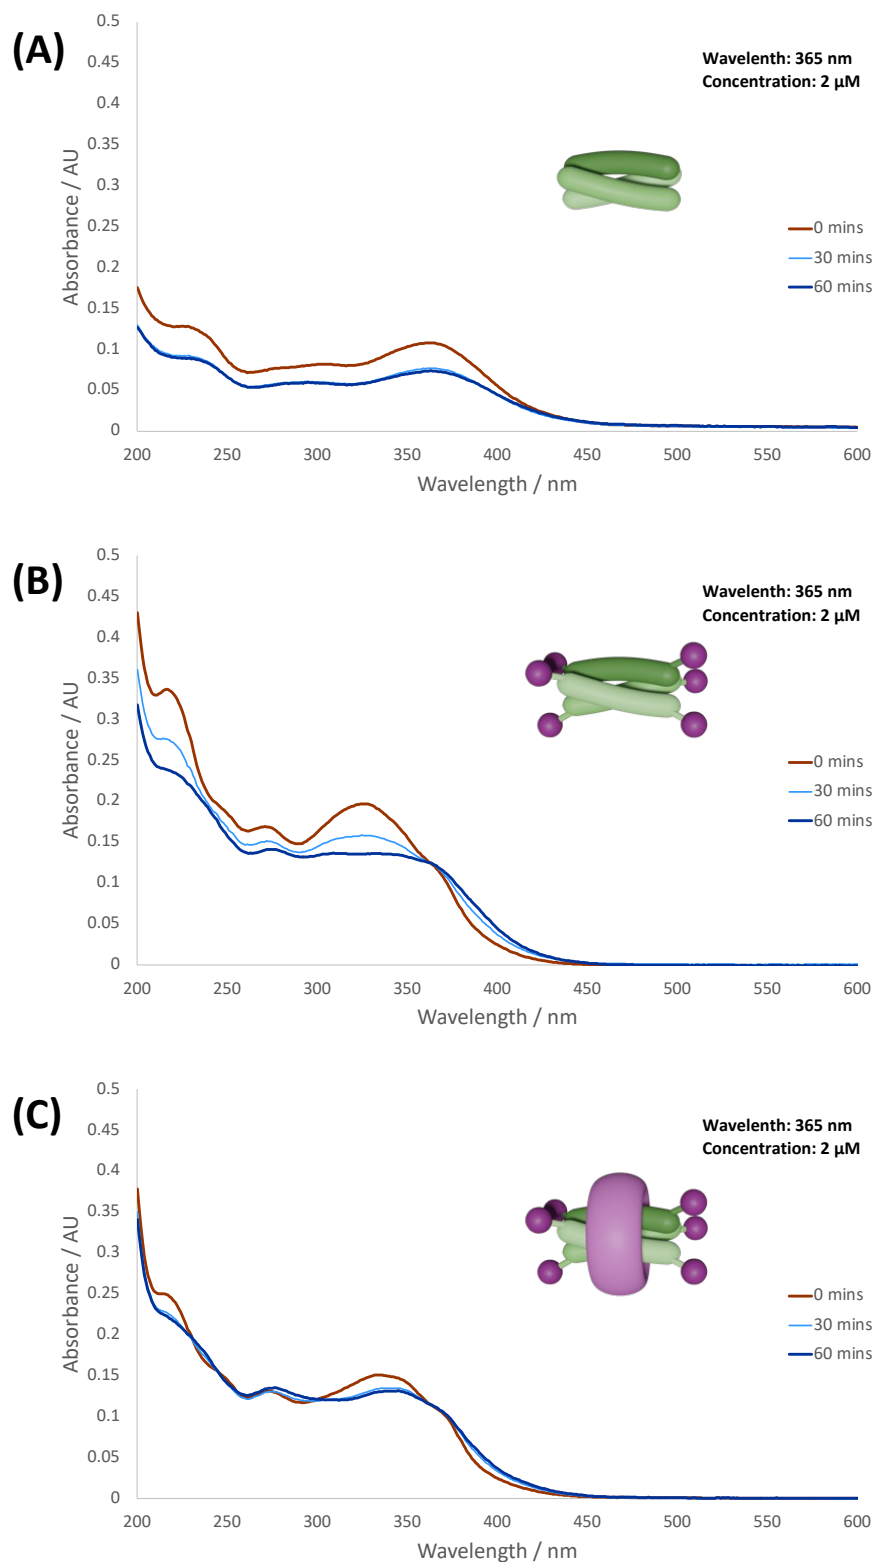 (A)
Wavelenth: 365 nm
Concentration: 2 µM
0.5
0.45
0.4
0.35
0.3
0.25
0.2
0.15
0.1
0.05
0
Absorbance / AU
0 mins
30 mins
60 mins
200 250 300 350 400 450 500 550 600
Wavelength / nm
(B)
Wavelenth: 365 nm
Concentration: 2 µM
0.5
0.45
0.4
0.35
0.3
0.25
0.2
0.15
0.1
0.05
0
Absorbance / AU
0 mins
30 mins
60 mins
200 250 300 350 400 450 500 550 600
Wavelength / nm
(C)
Wavelenth: 365 nm
Concentration: 2 µM
0.5
0.45
0.4
0.35
0.3
0.25
0.2
0.15
0.1
0.05
0
Absorbance / AU
0 mins
30 mins
60 mins
200 250 300 350 400 450 500 550 600
Wavelength / nm